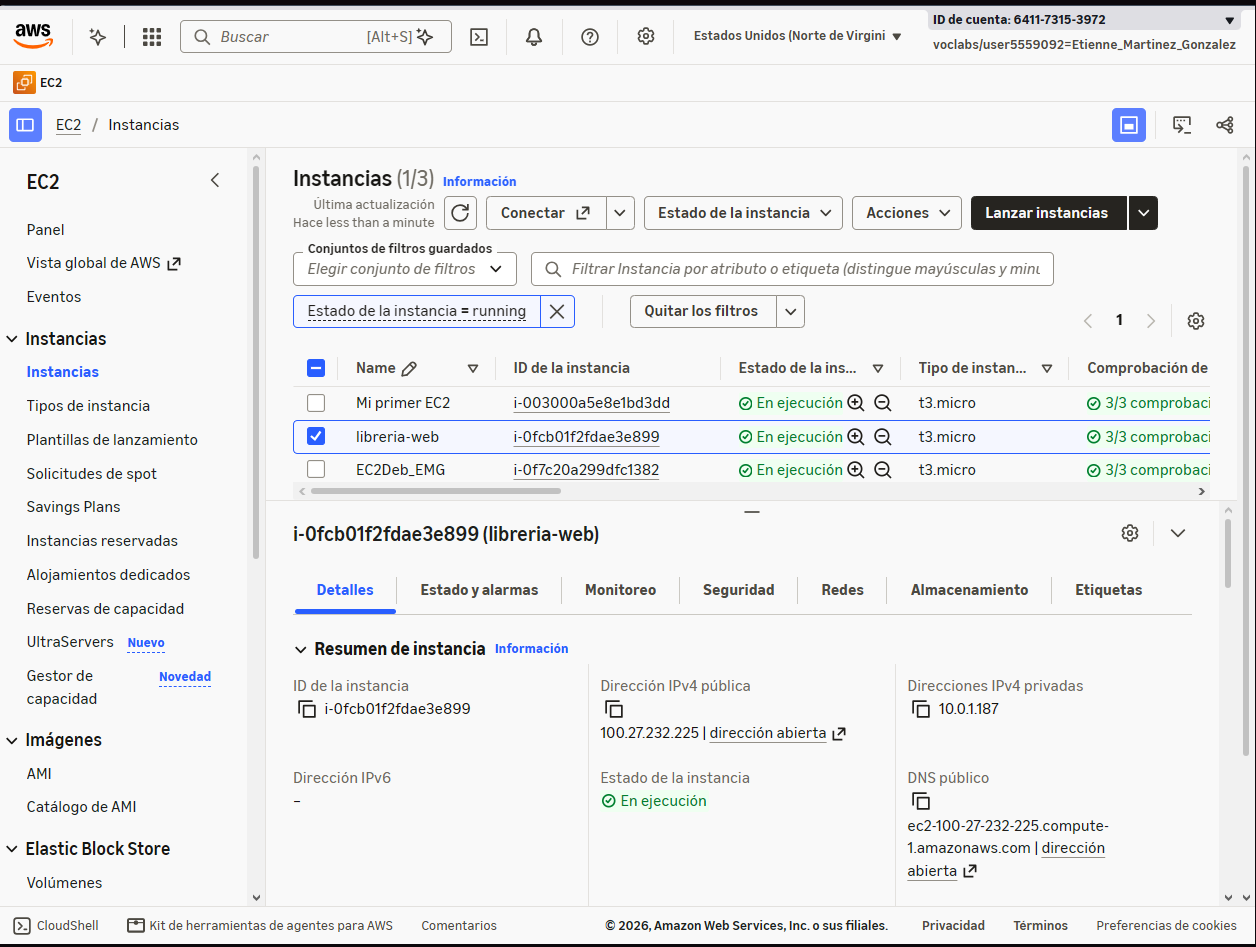 aws
Buscar [Alt+S]
Estados Unidos (Norte de Virgini
ID de cuenta: 6411-7315-3972
voclabs/user5559092=Etienne_Martinez_Gonzalez
EC2
EC2 / Instancias
EC2
Panel
Vista global de AWS
Eventos
Instancias
Instancias
Tipos de instancia
Plantillas de lanzamiento
Solicitudes de spot
Savings Plans
Instancias reservadas
Alojamientos dedicados
Reservas de capacidad
UltraServers Nuevo
Gestor de Novedad
capacidad
Imágenes
AMI
Catálogo de AMI
Elastic Block Store
Volúmenes
Instancias (1/3) Información
Última actualización
Hace less than a minute
Conectar
Estado de la instancia
Acciones
Lanzar instancias
Conjuntos de filtros guardados
Elegir conjunto de filtros
Filtrar Instancia por atributo o etiqueta (distingue mayúsculas y minu
Estado de la instancia = running
Quitar los filtros
1
Name ID de la instancia Estado de la ins... Tipo de instan... Comprobación de
Mi primer EC2 i-003000a5e8e1bd3dd En ejecución t3.micro 3/3 comprobaci
libreria-web i-0fcb01f2fdae3e899 En ejecución t3.micro 3/3 comprobaci
EC2Deb_EMG i-0f7c20a299dfc1382 En ejecución t3.micro 3/3 comprobaci
i-0fcb01f2fdae3e899 (libreria-web)
Detalles Estado y alarmas Monitoreo Seguridad Redes Almacenamiento Etiquetas
Resumen de instancia Información
ID de la instancia
i-0fcb01f2fdae3e899
Dirección IPv4 pública
100.27.232.225 | dirección abierta
Direcciones IPv4 privadas
10.0.1.187
Dirección IPv6
–
Estado de la instancia
En ejecución
DNS público
ec2-100-27-232-225.compute-
1.amazonaws.com | dirección
abierta
CloudShell Kit de herramientas de agentes para AWS Comentarios © 2026, Amazon Web Services, Inc. o sus filiales. Privacidad Términos Preferencias de cookies